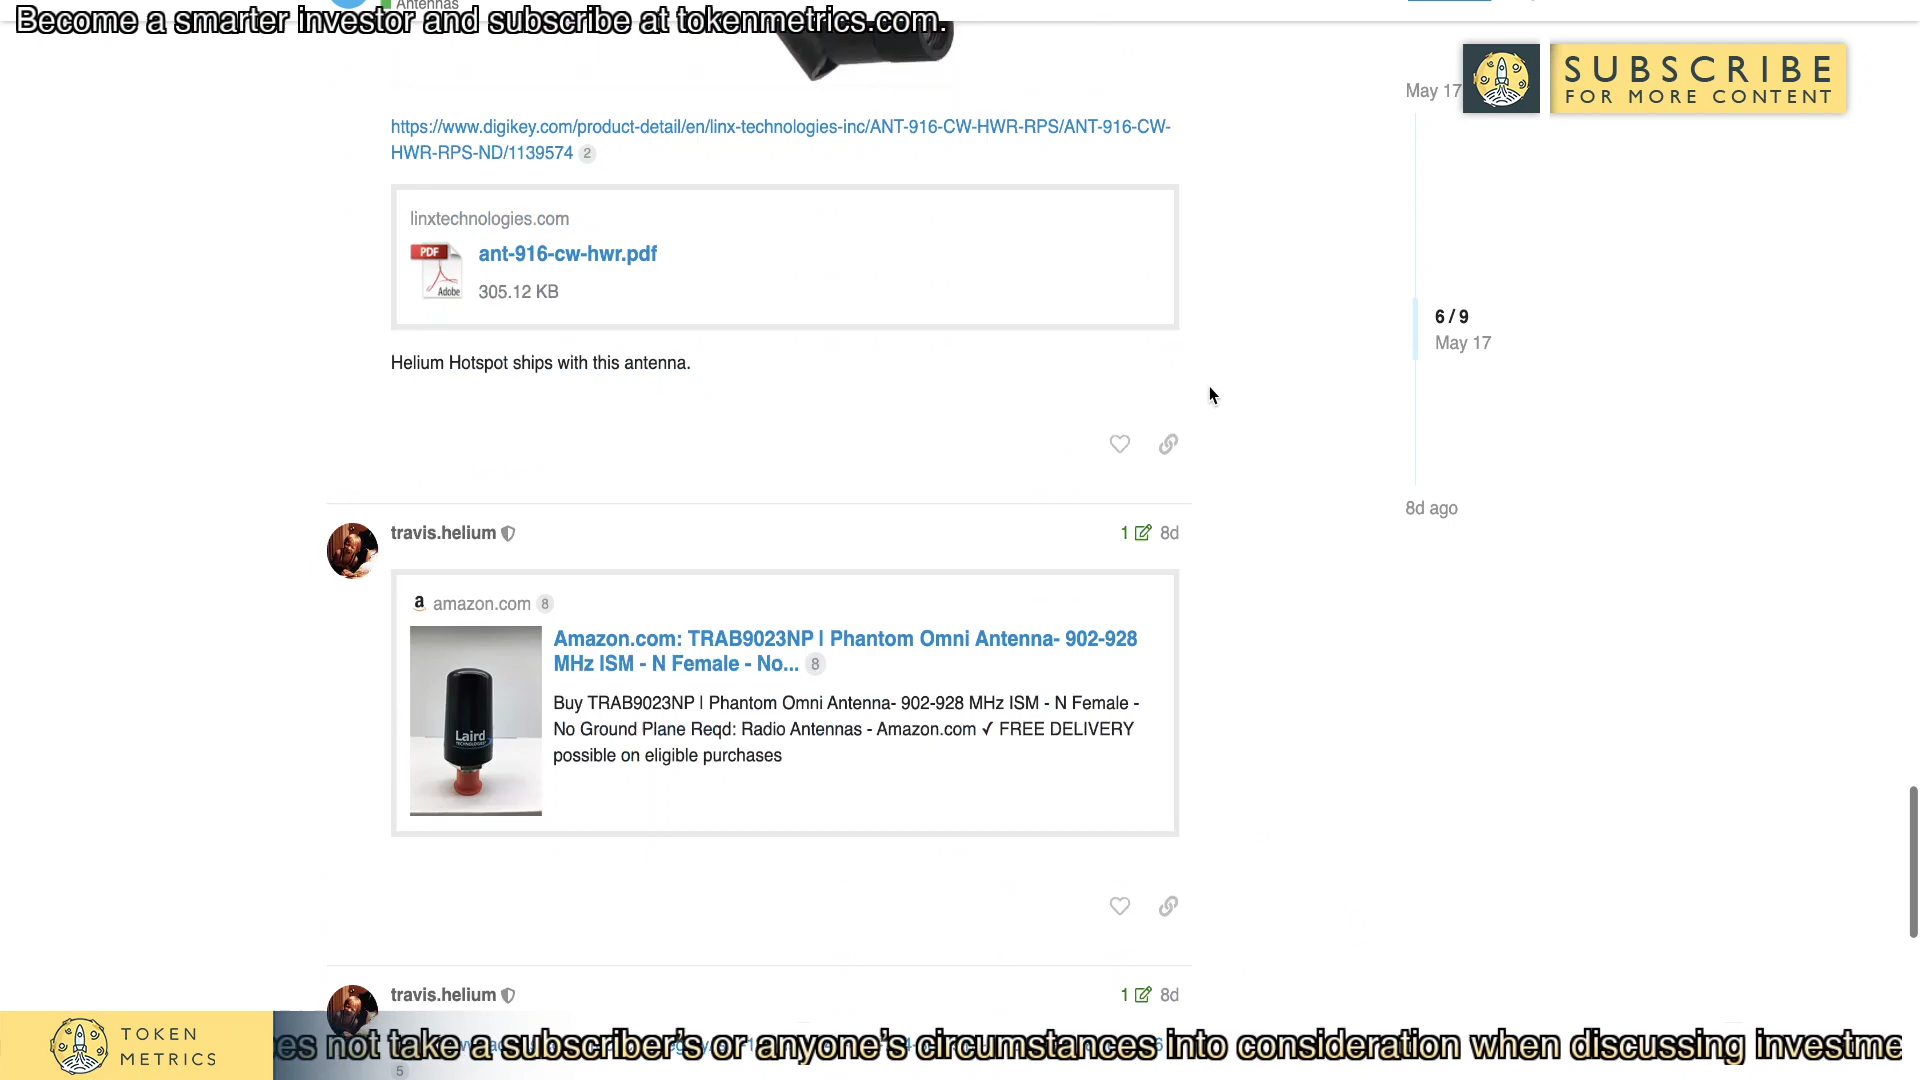 Antennas
Become a smarter investor and subscribe at tokenmetrics.com.
SUBSCRIBE
FOR MORE CONTENT
May 17
https://www.digikey.com/product-detail/en/linx-technologies-inc/ANT-916-CW-HWR-RPS/ANT-916-CW-
HWR-RPS-ND/1139574 2
linxtechnologies.com
PDF
ant-916-cw-hwr.pdf
Adobe
305.12 KB
6 / 9
May 17
Helium Hotspot ships with this antenna.
8d ago
travis.helium 1 8d
a amazon.com 8
Amazon.com: TRAB9023NP | Phantom Omni Antenna- 902-928
MHz ISM - N Female - No... 8
Buy TRAB9023NP | Phantom Omni Antenna- 902-928 MHz ISM - N Female -
No Ground Plane Reqd: Radio Antennas - Amazon.com ✓ FREE DELIVERY
possible on eligible purchases
Laird
TECHNOLOGIES
travis.helium 1 8d
TOKEN
METRICS
es not take a subscriber's or anyone's circumstances into consideration when discussing investme
5